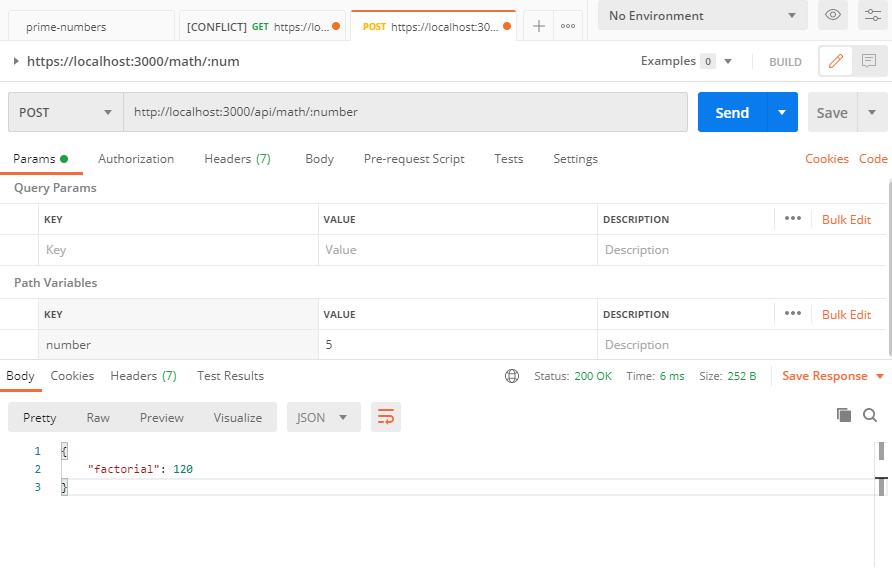 prime-numbers [CONFLICT] GET https://lo... POST https://localhost:30... No Environment
https://localhost:3000/math/:num Examples 0 BUILD
POST http://localhost:3000/api/math/:number Send Save
Params Authorization Headers (7) Body Pre-request Script Tests Settings Cookies Code
Query Params
KEY VALUE DESCRIPTION Bulk Edit
Key Value Description
Path Variables
KEY VALUE DESCRIPTION Bulk Edit
number 5 Description
Body Cookies Headers (7) Test Results Status: 200 OK Time: 6 ms Size: 252 B Save Response
Pretty Raw Preview Visualize JSON
1 {
2 "factorial": 120
3 }